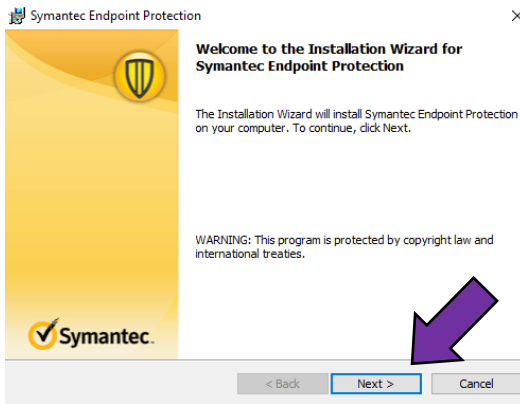 Symantec Endpoint Protection
Welcome to the Installation Wizard for
Symantec Endpoint Protection
The Installation Wizard will install Symantec Endpoint Protection
on your computer. To continue, click Next.
WARNING: This program is protected by copyright law and
international treaties.
Symantec.
< Back Next > Cancel